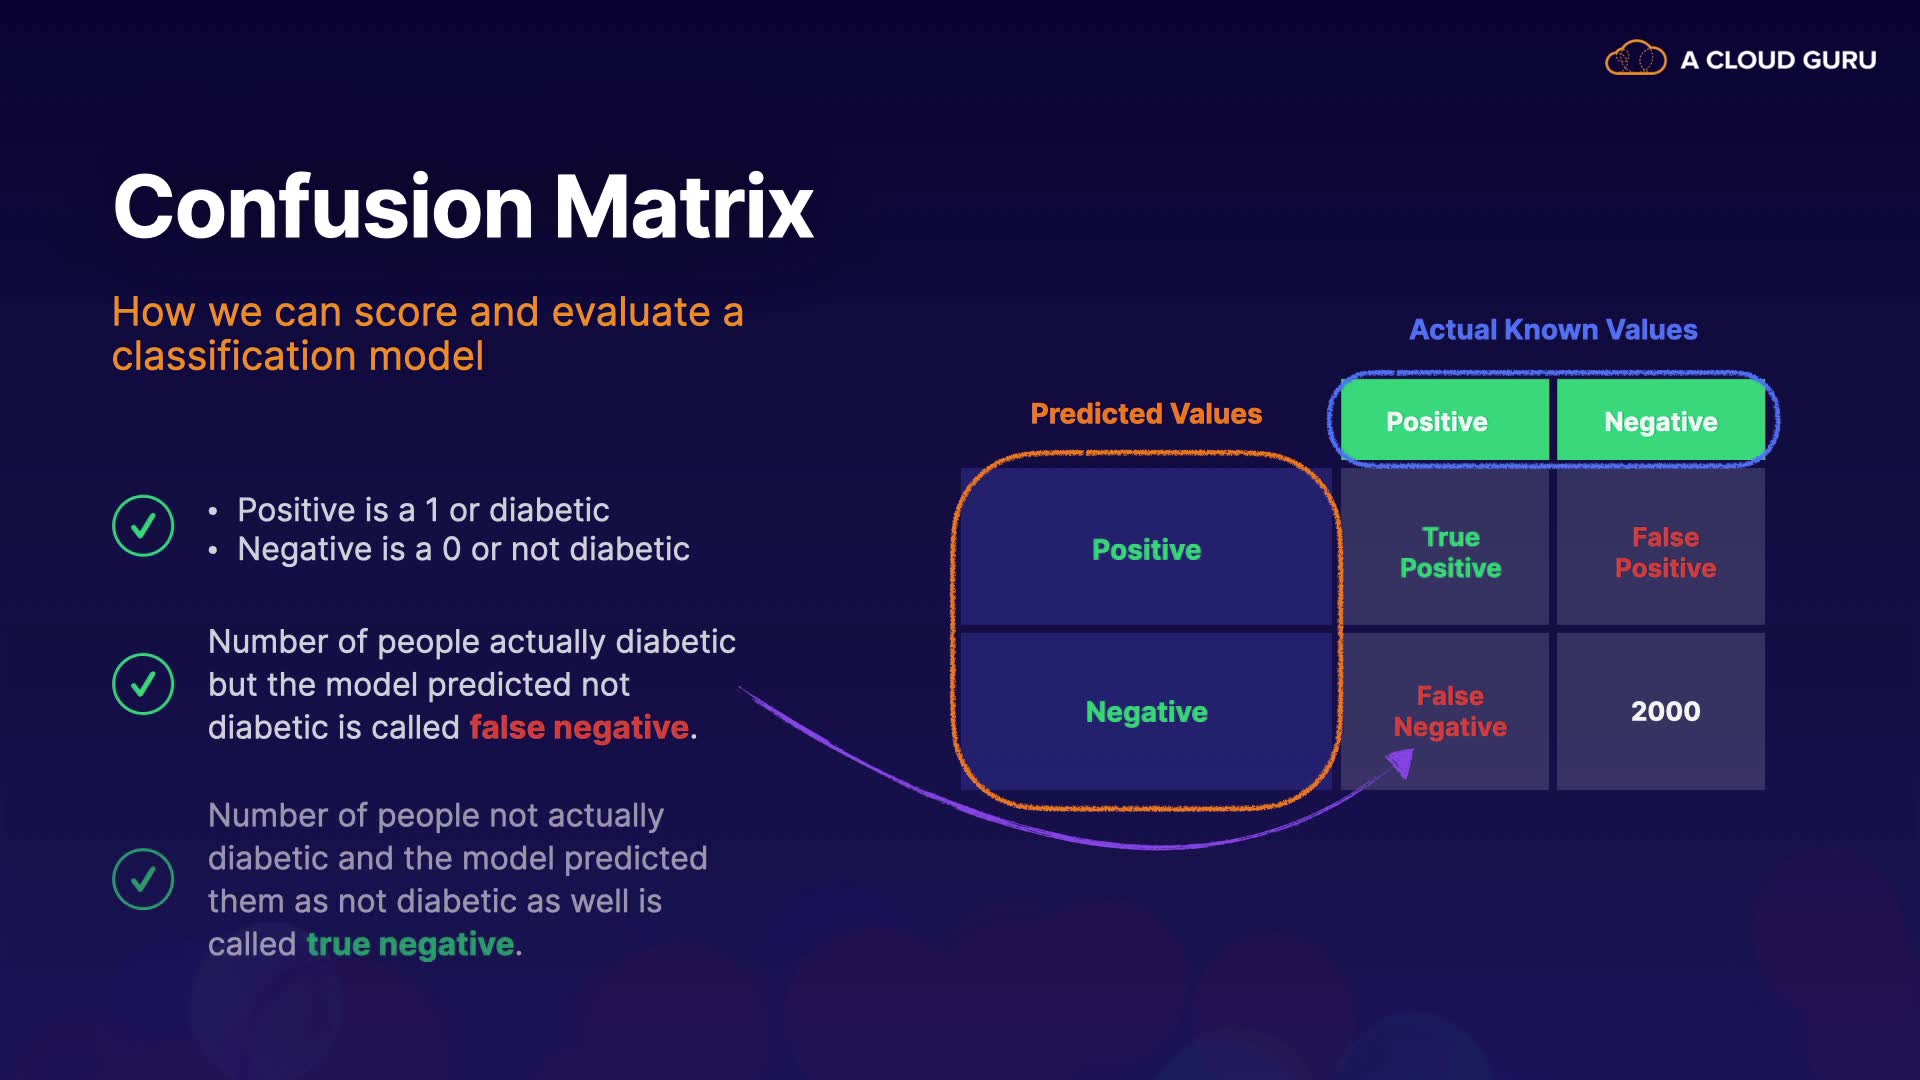 A CLOUD GURU
Confusion Matrix
How we can score and evaluate a
classification model
• Positive is a 1 or diabetic
• Negative is a 0 or not diabetic
Number of people actually diabetic
but the model predicted not
diabetic is called false negative.
Number of people not actually
diabetic and the model predicted
them as not diabetic as well is
called true negative.
Actual Known Values
Predicted Values
Positive
Negative
Positive
True
Positive
False
Positive
Negative
False
Negative
2000